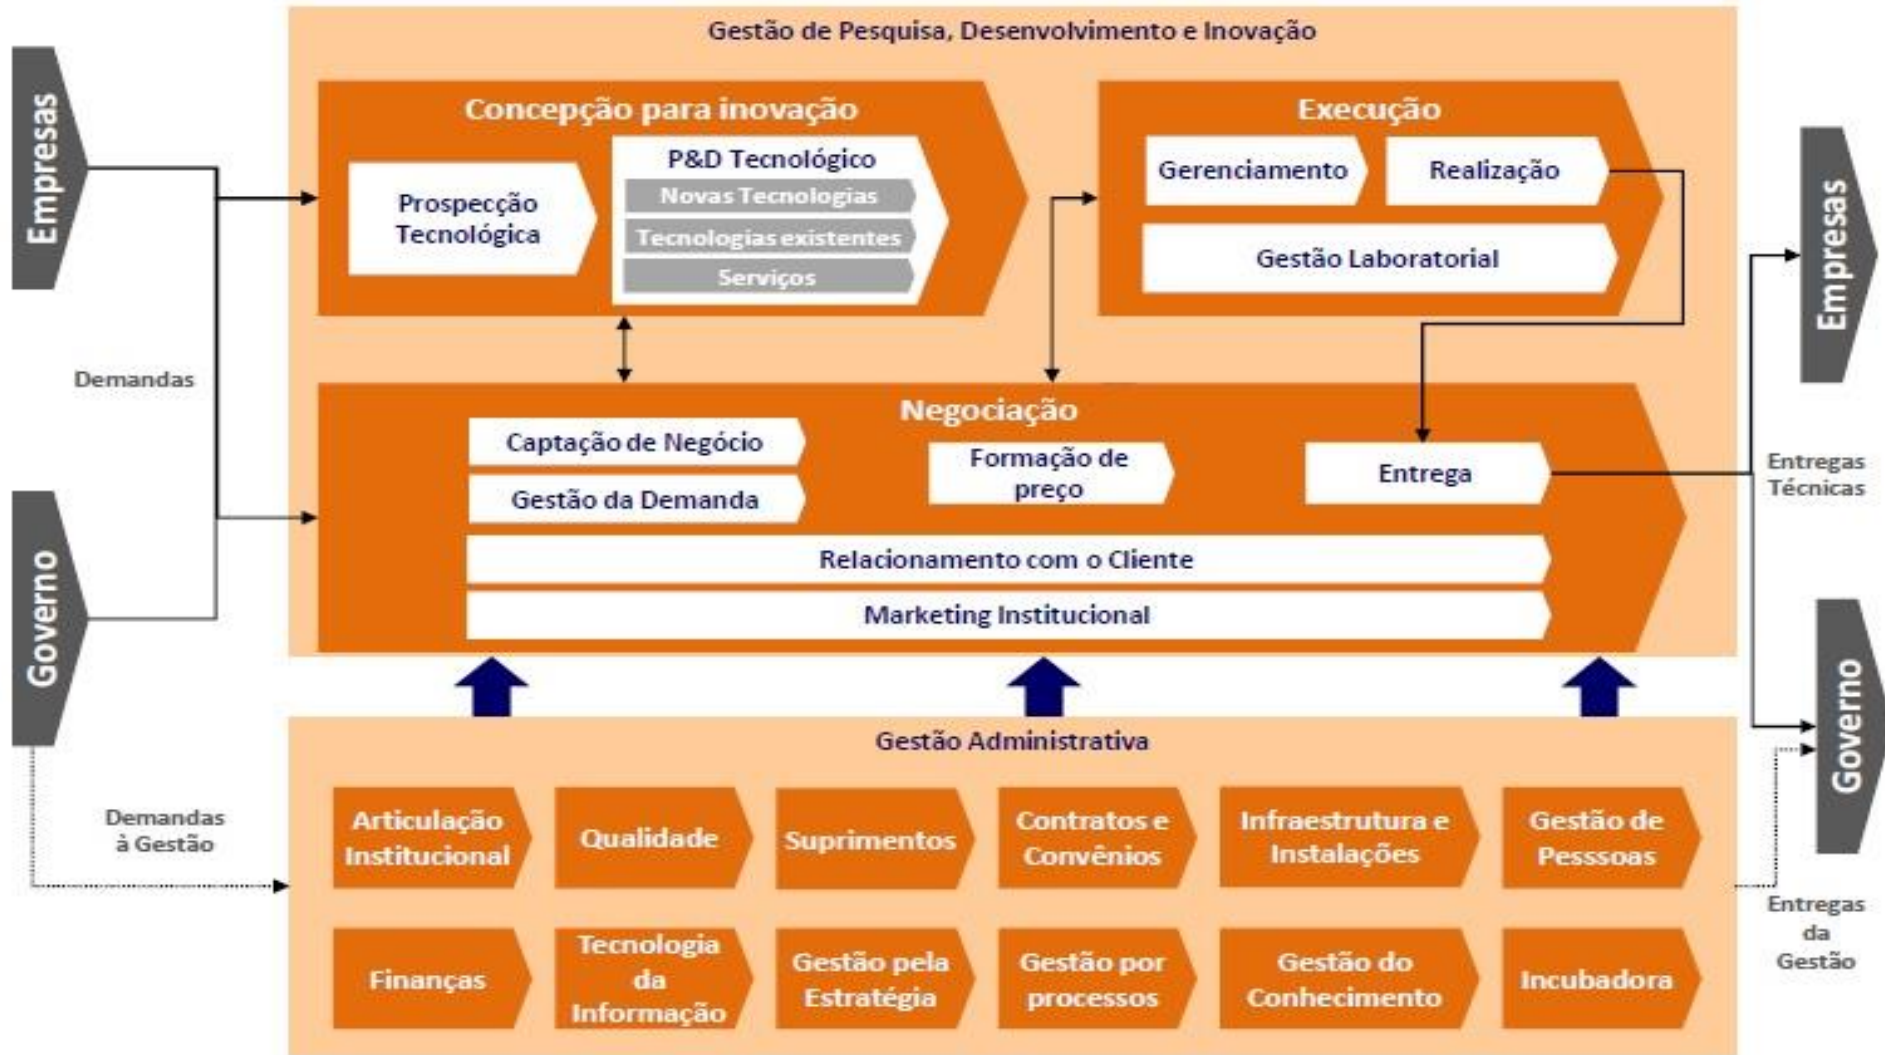 Gestão de Pesquisa, Desenvolvimento e Inovação
Empresas
Governo
Demandas
Concepção para inovação
Prospecção
Tecnológica
P&D Tecnológico
Novas Tecnologias
Tecnologias existentes
Serviços
Execução
Gerenciamento
Realização
Gestão Laboratorial
Negociação
Captação de Negócio
Gestão da Demanda
Formação de
preço
Entrega
Relacionamento com o Cliente
Marketing Institucional
Empresas
Entregas
Técnicas
Governo
Demandas
à Gestão
Gestão Administrativa
Articulação
Institucional
Qualidade
Suprimentos
Contratos e
Convênios
Infraestrutura e
Instalações
Gestão de
Pesssoas
Finanças
Tecnologia
da
Informação
Gestão pela
Estratégia
Gestão por
processos
Gestão do
Conhecimento
Incubadora
Entregas
da
Gestão